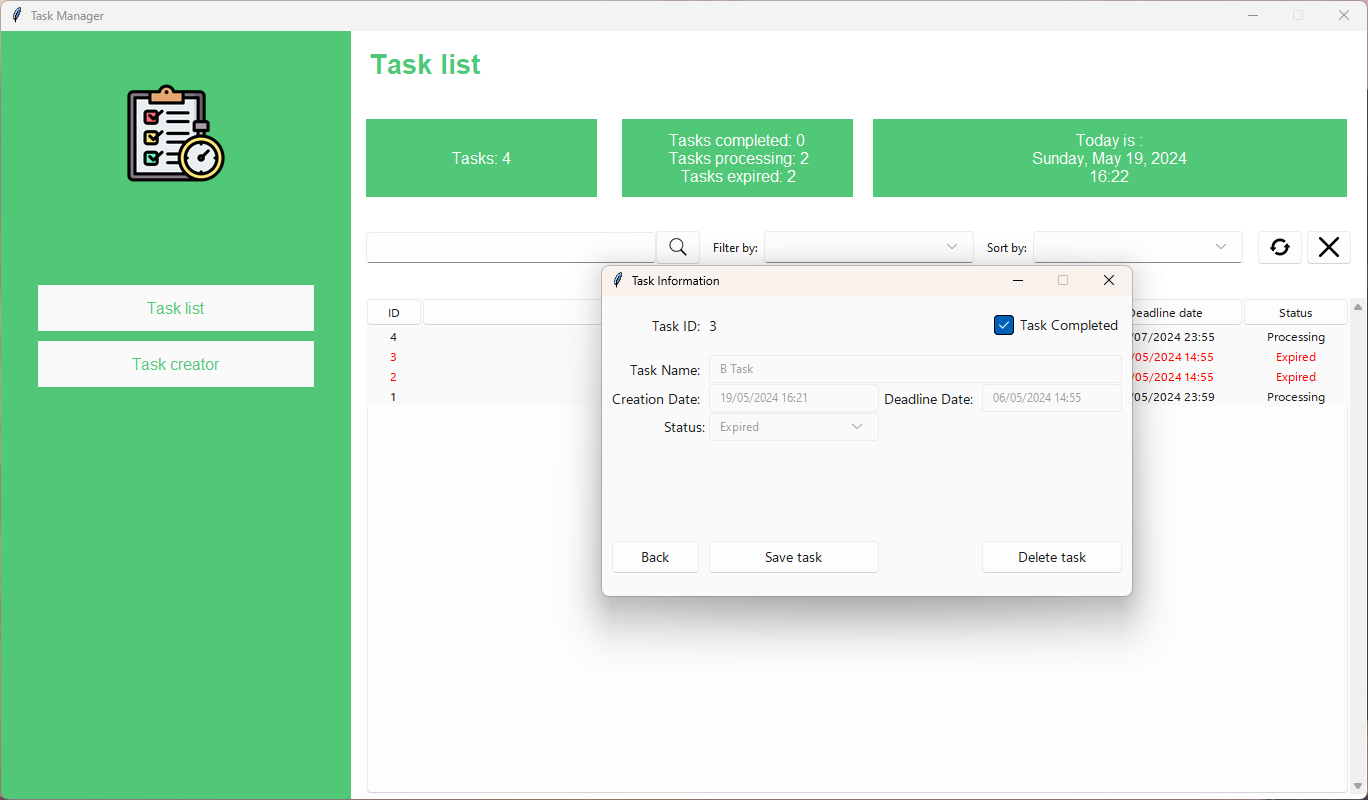 Task Manager
Task list
Tasks: 4
Tasks completed: 0
Tasks processing: 2
Tasks expired: 2
Today is :
Sunday, May 19, 2024
16:22
Task list
Task creator
Filter by:
Sort by:
ID
Deadline date
Status
4
/07/2024 23:55
Processing
3
/05/2024 14:55
Expired
2
/05/2024 14:55
Expired
1
/05/2024 23:59
Processing
Task Information
Task ID: 3
Task Completed
Task Name: B Task
Creation Date: 19/05/2024 16:21
Deadline Date: 06/05/2024 14:55
Status: Expired
Back
Save task
Delete task